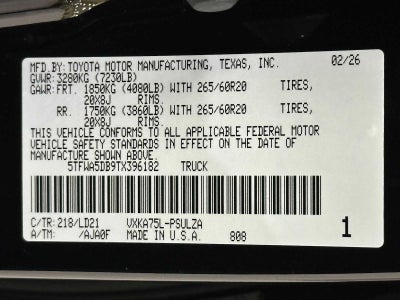 MFD.BY: TOYOTA MOTOR MANUFACTURING, TEXAS, INC. 02/26
GVWR: 3280KG (7230LB)
GAWR: FRT. 1850KG (4080LB) WITH 265/60R20 TIRES,
20X8J RIMS.
RR. 1750KG (3860LB) WITH 265/60R20 TIRES,
20X8J RIMS.
THIS VEHICLE CONFORMS TO ALL APPLICABLE FEDERAL MOTOR
VEHICLE SAFETY STANDARDS IN EFFECT ON THE DATE OF
MANUFACTURE SHOWN ABOVE.
5TFWA5DB9TX396182 TRUCK
C/TR: 218/LD21 VXKA75L-PSULZA
A/TM: /AJA0F MADE IN U.S.A. 808 1